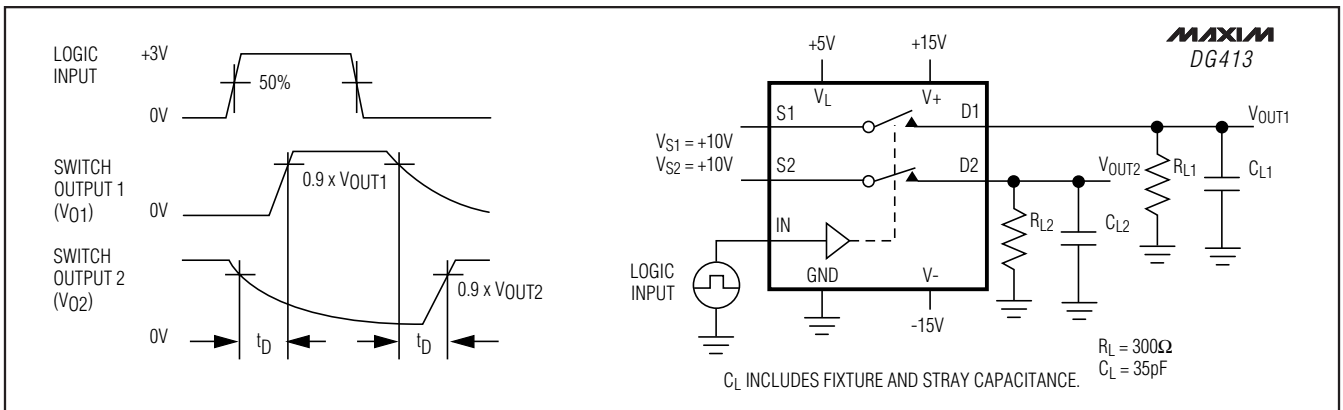 LOGIC
INPUT
+3V
0V
50%
SWITCH
OUTPUT 1
(VO1)
0V
0.9 x VOUT1
SWITCH
OUTPUT 2
(VO2)
0V
0.9 x VOUT2
tD
tD
MAXIM
DG413
+5V
+15V
VL
V+
S1
D1
VOUT1
VS1 = +10V
VS2 = +10V
S2
D2
VOUT2
RL1
CL1
RL2
CL2
IN
LOGIC
INPUT
GND
V-
-15V
RL = 300Ω
CL = 35pF
CL INCLUDES FIXTURE AND STRAY CAPACITANCE.